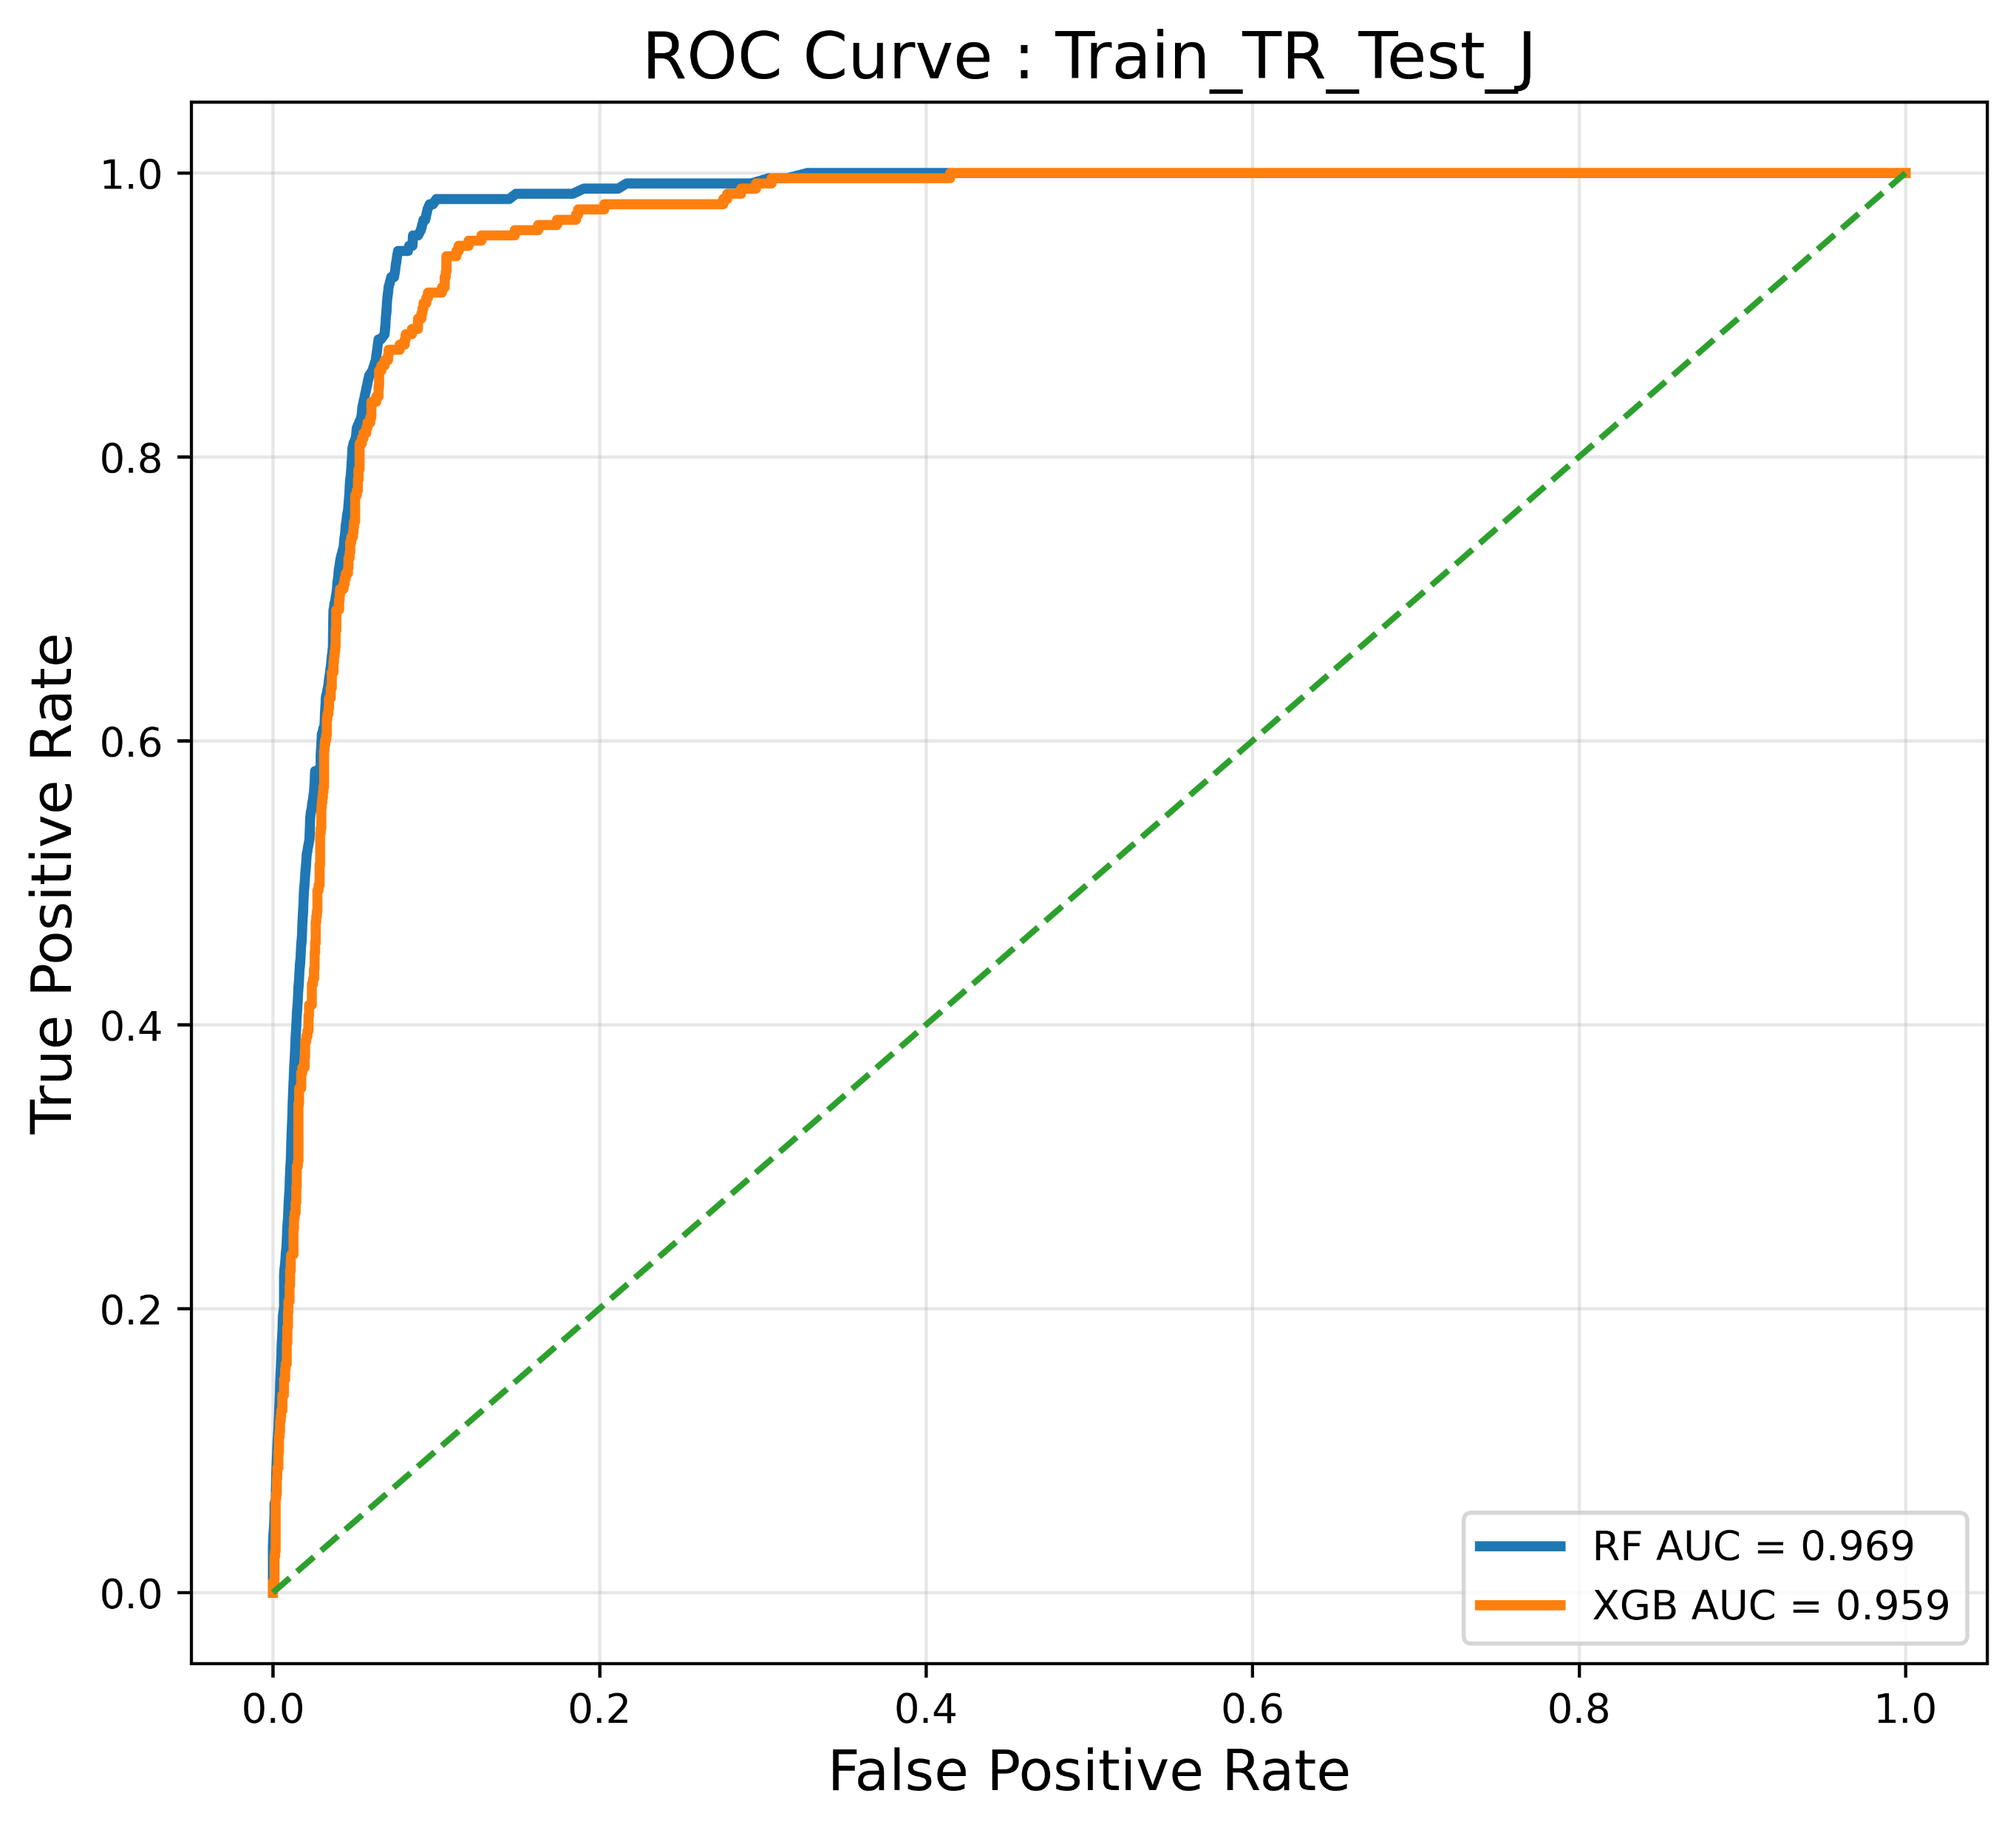 ROC Curve : Train_TR_Test_J
True Positive Rate
1.0
0.8
0.6
0.4
0.2
0.0
RF AUC = 0.969
XGB AUC = 0.959
0.0 0.2 0.4 0.6 0.8 1.0
False Positive Rate